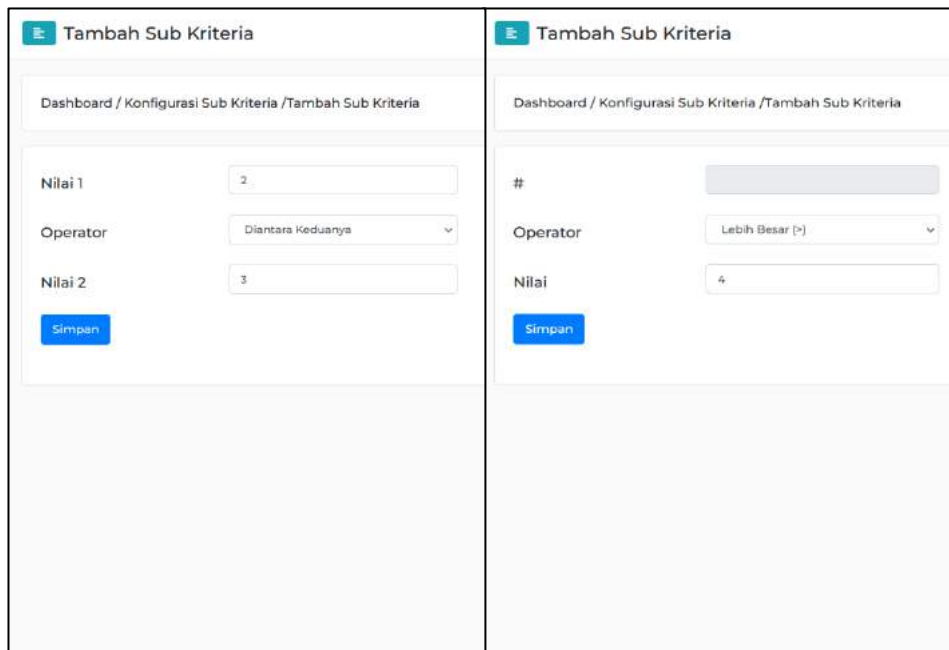 Tambah Sub Kriteria
Dashboard / Konfigurasi Sub Kriteria /Tambah Sub Kriteria
Nilai 1
2
Operator
Diantara Keduanya
Nilai 2
3
Simpan
Tambah Sub Kriteria
Dashboard / Konfigurasi Sub Kriteria /Tambah Sub Kriteria
#
Operator
Lebih Besar (>)
Nilai
4
Simpan